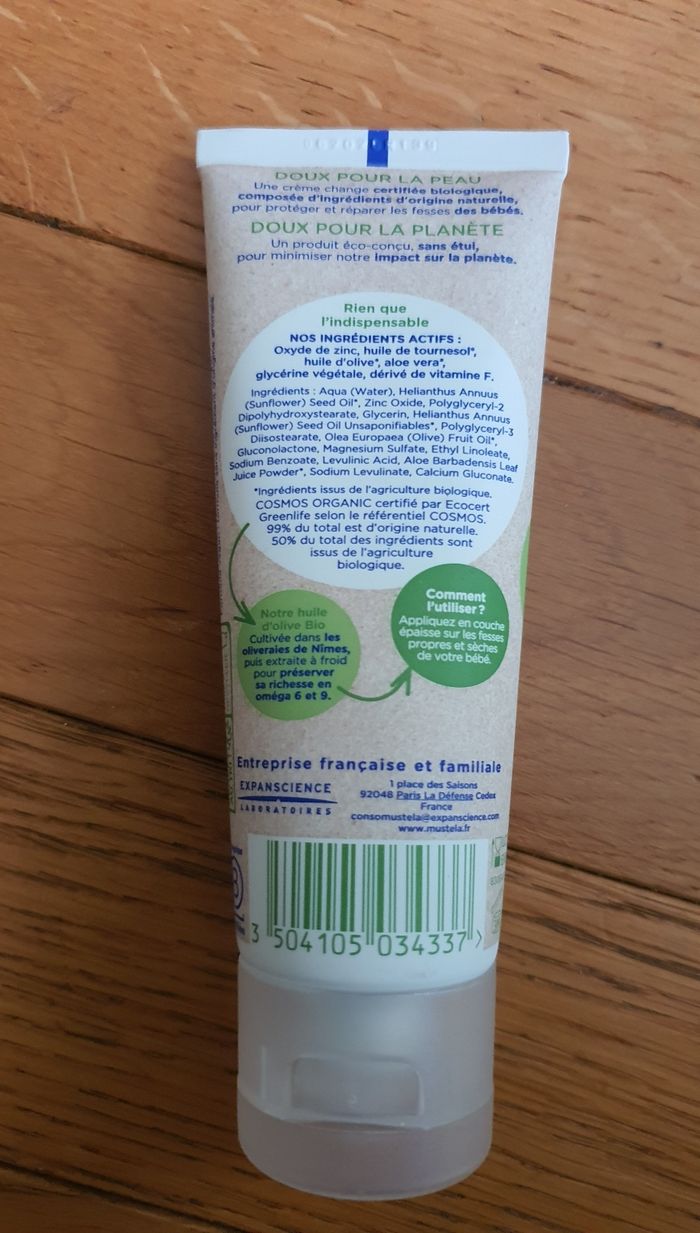 DOUX POUR LA PEAU
Une crème change certifiée biologique,
composée d'ingrédients d'origine naturelle,
pour protéger et réparer les fesses des bébés.
DOUX POUR LA PLANÈTE
Un produit éco-conçu, sans étui,
pour minimiser notre impact sur la planète.
Rien que
l'indispensable
NOS INGRÉDIENTS ACTIFS :
Oxyde de zinc, huile de tournesol*,
huile d'olive*, aloe vera*,
glycérine végétale, dérivé de vitamine F.
Ingrédients : Aqua (Water), Helianthus Annuus
(Sunflower) Seed Oil*, Zinc Oxide, Polyglyceryl-2
Dipolyhydroxystearate, Glycerin, Helianthus Annuus
(Sunflower) Seed Oil Unsaponifiables*, Polyglyceryl-3
Diisostearate, Olea Europaea (Olive) Fruit Oil*,
Gluconolactone, Magnesium Sulfate, Ethyl Linoleate,
Sodium Benzoate, Levulinic Acid, Aloe Barbadensis Leaf
Juice Powder*, Sodium Levulinate, Calcium Gluconate.
*Ingrédients issus de l'agriculture biologique.
COSMOS ORGANIC certifié par Ecocert
Greenlife selon le référentiel COSMOS.
99% du total est d'origine naturelle.
50% du total des ingrédients sont
issus de l'agriculture
biologique.
Notre huile
d'olive Bio
Cultivée dans les
oliveraies de Nîmes,
puis extraite à froid
pour préserver
sa richesse en
oméga 6 et 9.
Comment
l'utiliser ?
Appliquez en couche
épaisse sur les fesses
propres et sèches
de votre bébé.
Entreprise française et familiale
EXPANSCIENCE
LABORATOIRES
1 place des Saisons
92048 Paris La Défense Cedex
France
consomustela@expanscience.com
www.mustela.fr
3 504105 034337 >